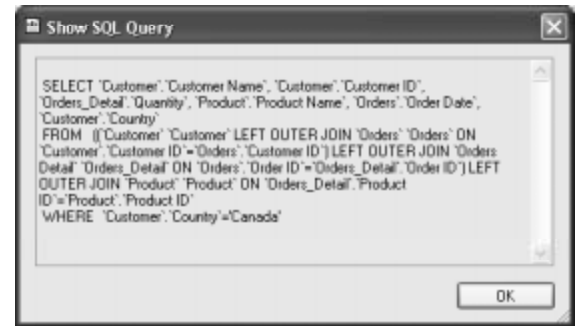 Show SQL Query
SELECT `Customer`.`Customer Name`, `Customer`.`Customer ID`,
`Orders_Detail`.`Quantity`, `Product`.`Product Name`, `Orders`.`Order Date`,
`Customer`.`Country`
FROM   ((`Customer` `Customer` LEFT OUTER JOIN `Orders` `Orders` ON
`Customer`.`Customer ID`=`Orders`.`Customer ID`) LEFT OUTER JOIN `Orders
Detail` `Orders_Detail` ON `Orders`.`Order ID`=`Orders_Detail`.`Order ID`) LEFT
OUTER JOIN `Product` `Product` ON `Orders_Detail`.`Product
ID`=`Product`.`Product ID`
WHERE  `Customer`.`Country`='Canada'
OK